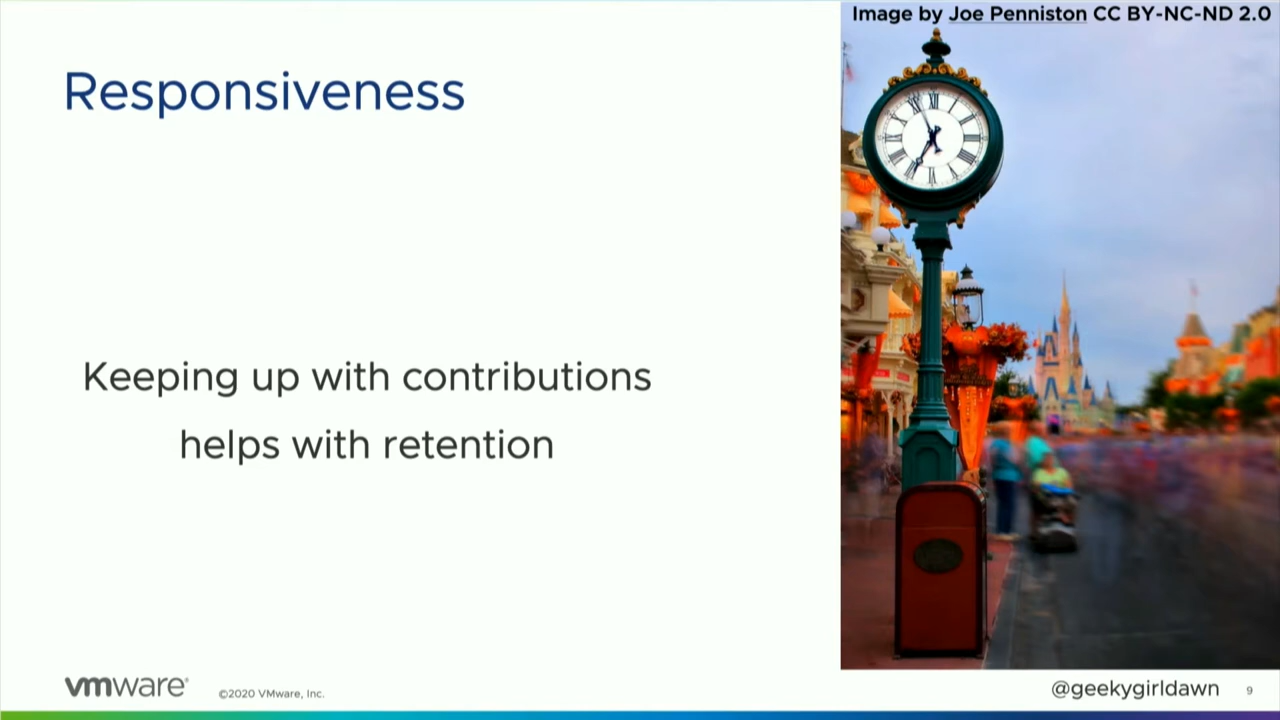 Image by Joe Penniston CC BY-NC-ND 2.0
Responsiveness
Keeping up with contributions
helps with retention
vmware®
©2020 VMware, Inc.
@geekygirldawn
9